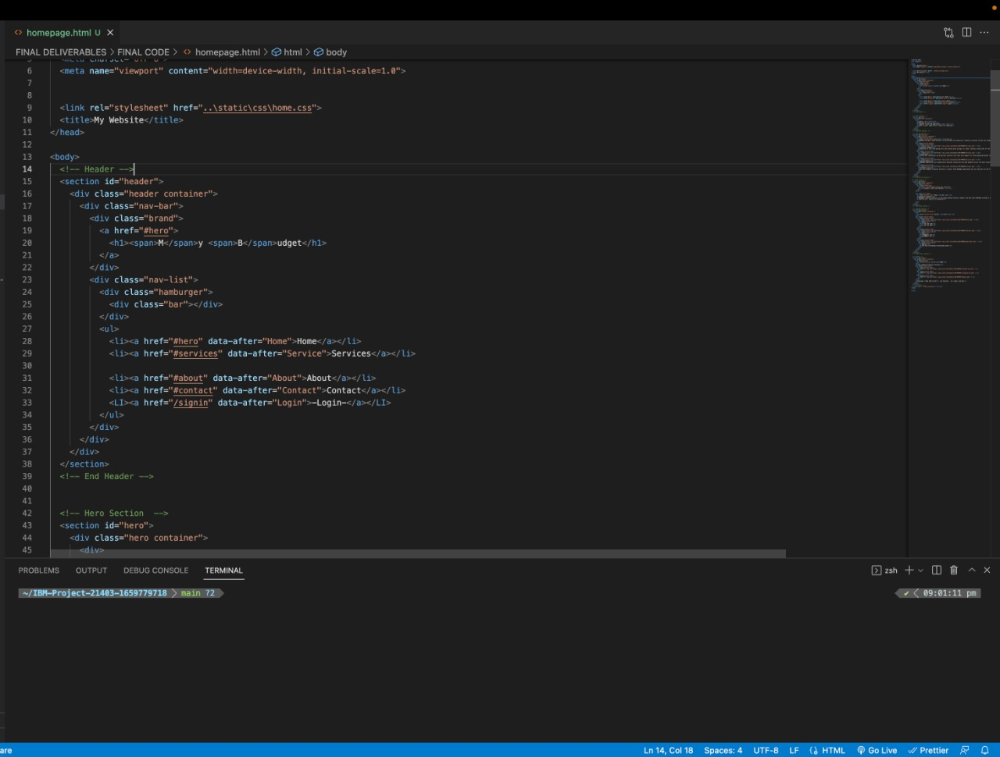 homepage.html U
FINAL DELIVERABLES > FINAL CODE > homepage.html > html > body
6 <meta name="viewport" content="width=device-width, initial-scale=1.0">
7
8
9 <link rel="stylesheet" href="..\static\css\home.css">
10 <title>My Website</title>
11 </head>
12
13 <body>
14 <!-- Header -->
15 <section id="header">
16 <div class="header container">
17 <div class="nav-bar">
18 <div class="brand">
19 <a href="#hero">
20 <h1><span>M</span>y <span>B</span>udget</h1>
21 </a>
22 </div>
23 <div class="nav-list">
24 <div class="hamburger">
25 <div class="bar"></div>
26 </div>
27 <ul>
28 <li><a href="#hero" data-after="Home">Home</a></li>
29 <li><a href="#services" data-after="Service">Services</a></li>
30
31 <li><a href="#about" data-after="About">About</a></li>
32 <li><a href="#contact" data-after="Contact">Contact</a></li>
33 <LI><a href="/signin" data-after="Login">-Login-</a></LI>
34 </ul>
35 </div>
36 </div>
37 </div>
38 </section>
39 <!-- End Header -->
40
41
42 <!-- Hero Section  -->
43 <section id="hero">
44 <div class="hero container">
45 <div>
PROBLEMS OUTPUT DEBUG CONSOLE TERMINAL zsh
~/IBM-Project-21403-1659779718 > main ?2 ✔ < 09:01:11 pm
are Ln 14, Col 18 Spaces: 4 UTF-8 LF HTML Go Live Prettier